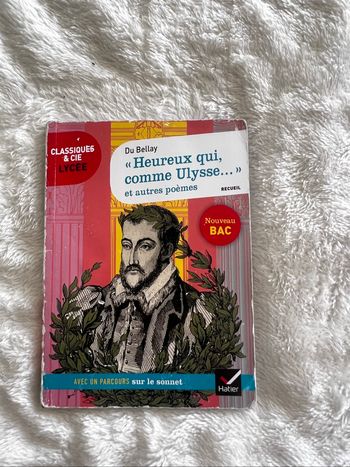 CLASSIQUES
& CIE
LYCÉE
Du Bellay
« Heureux qui,
comme Ulysse… »
et autres poèmes
RECUEIL
Nouveau
BAC
AVEC UN PARCOURS sur le sonnet
Hatier